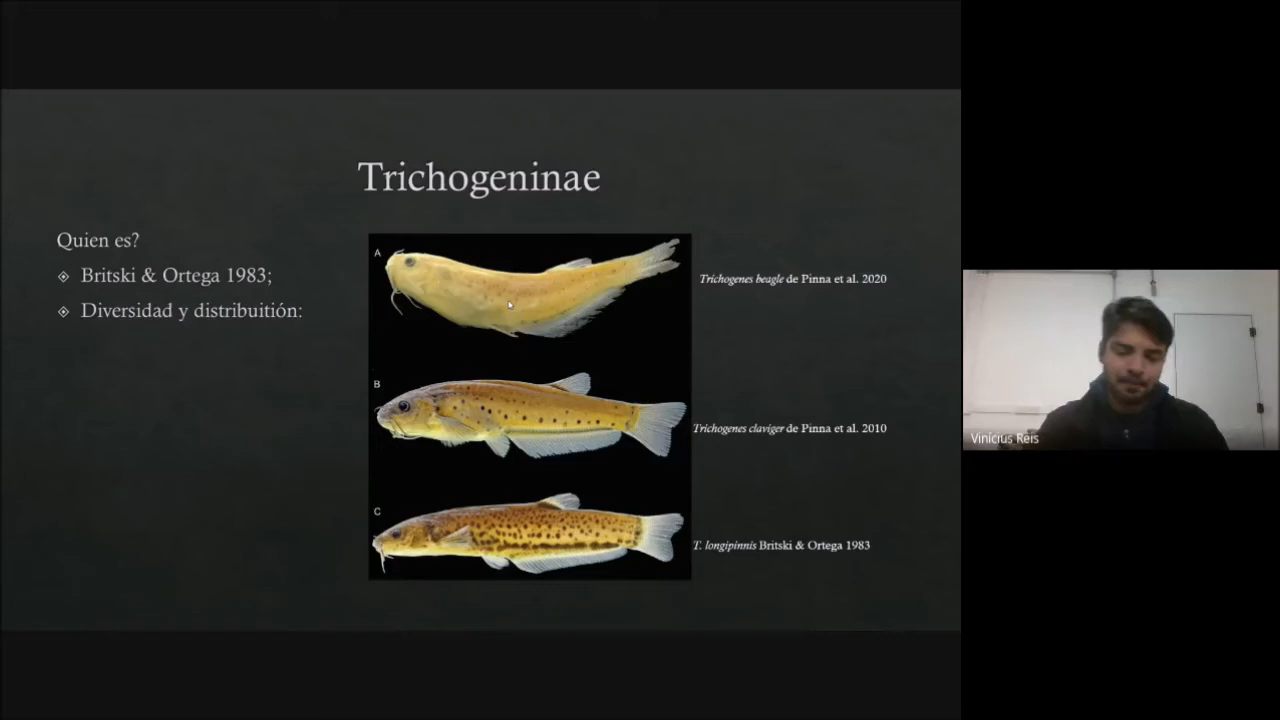 Trichogeninae
Quien es?
Britski & Ortega 1983;
Diversidad y distribuitión:
A
Trichogenes beagle de Pinna et al. 2020
B
Trichogenes claviger de Pinna et al. 2010
C
T. longipinnis Britski & Ortega 1983
Vinícius Reis